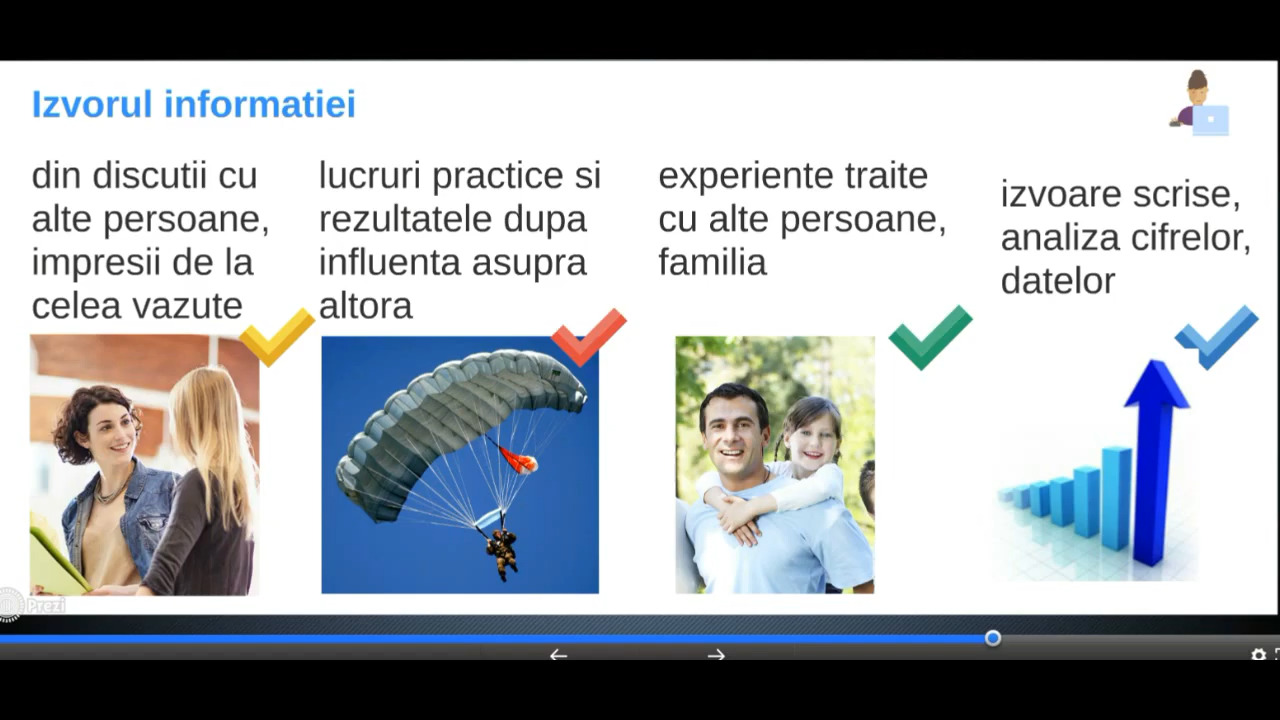 Izvorul informatiei
din discutii cu
alte persoane,
impresii de la
celea vazute
lucruri practice si
rezultatele dupa
influenta asupra
altora
experiente traite
cu alte persoane,
familia
izvoare scrise,
analiza cifrelor,
datelor
Prezi